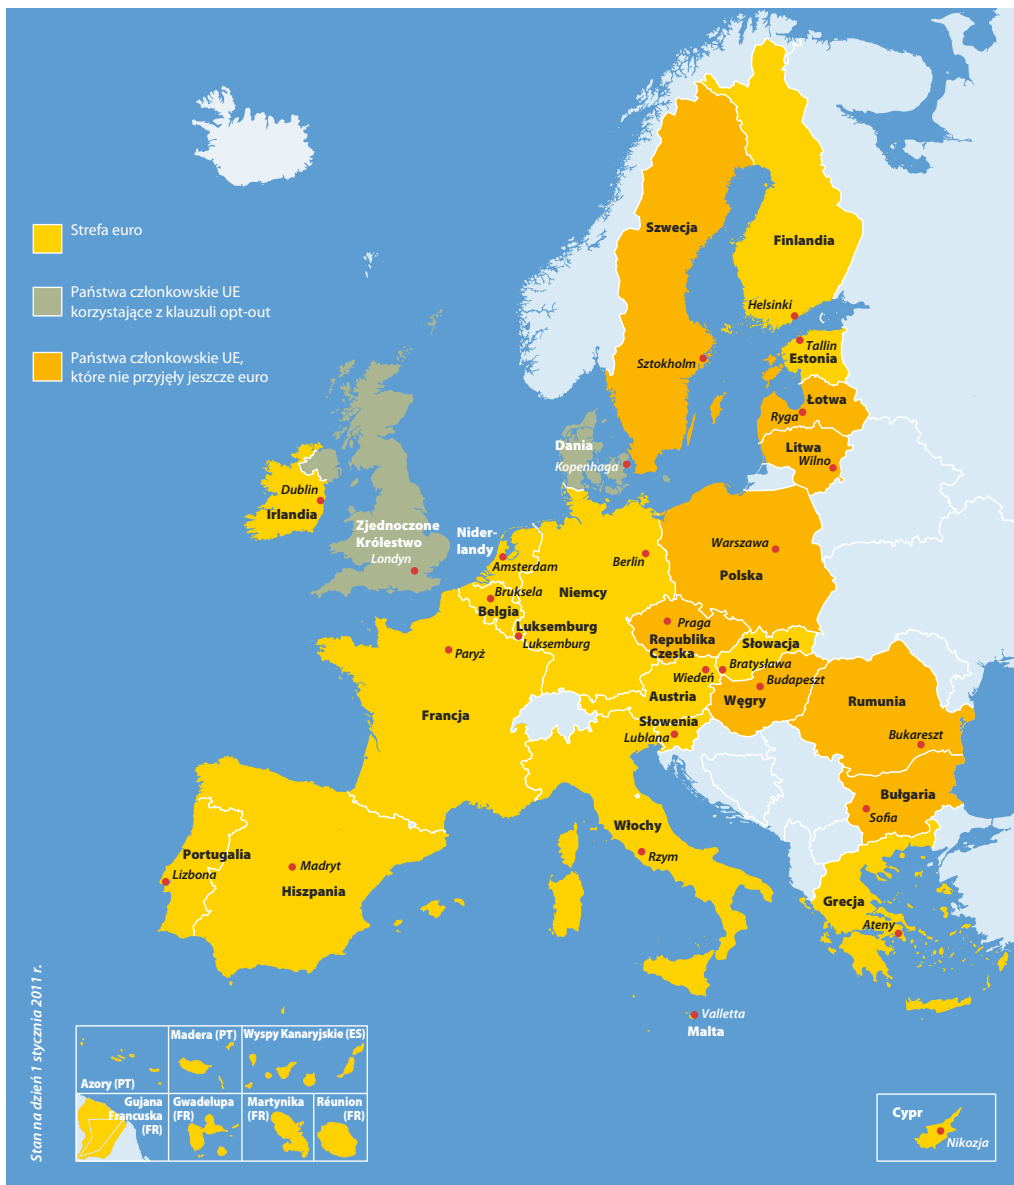 Strefa euro
Państwa członkowskie UE
korzystające z klauzuli opt-out
Państwa członkowskie UE,
które nie przyjęły jeszcze euro
Szwecja
Finlandia
Helsinki
Tallin
Estonia
Sztokholm
Łotwa
Ryga
Litwa
Wilno
Dania
Kopenhaga
Dublin
Irlandia
Zjednoczone
Królestwo
Londyn
Nider-
landy
Amsterdam
Berlin
Warszawa
Polska
Bruksela
Belgia
Niemcy
Luksemburg
Luksemburg
Praga
Republika
Czeska
Słowacja
Bratysława
Wiedeń
Budapeszt
Austria
Węgry
Paryż
Francja
Słowenia
Lublana
Rumunia
Bukareszt
Bułgaria
Sofia
Włochy
Rzym
Portugalia
Lizbona
Madryt
Hiszpania
Grecja
Ateny
Valletta
Malta
Stan na dzień 1 stycznia 2011 r.
Azory (PT)
Madera (PT)
Wyspy Kanaryjskie (ES)
Gujana
Francuska
(FR)
Gwadelupa
(FR)
Martynika
(FR)
Réunion
(FR)
Cypr
Nikozja